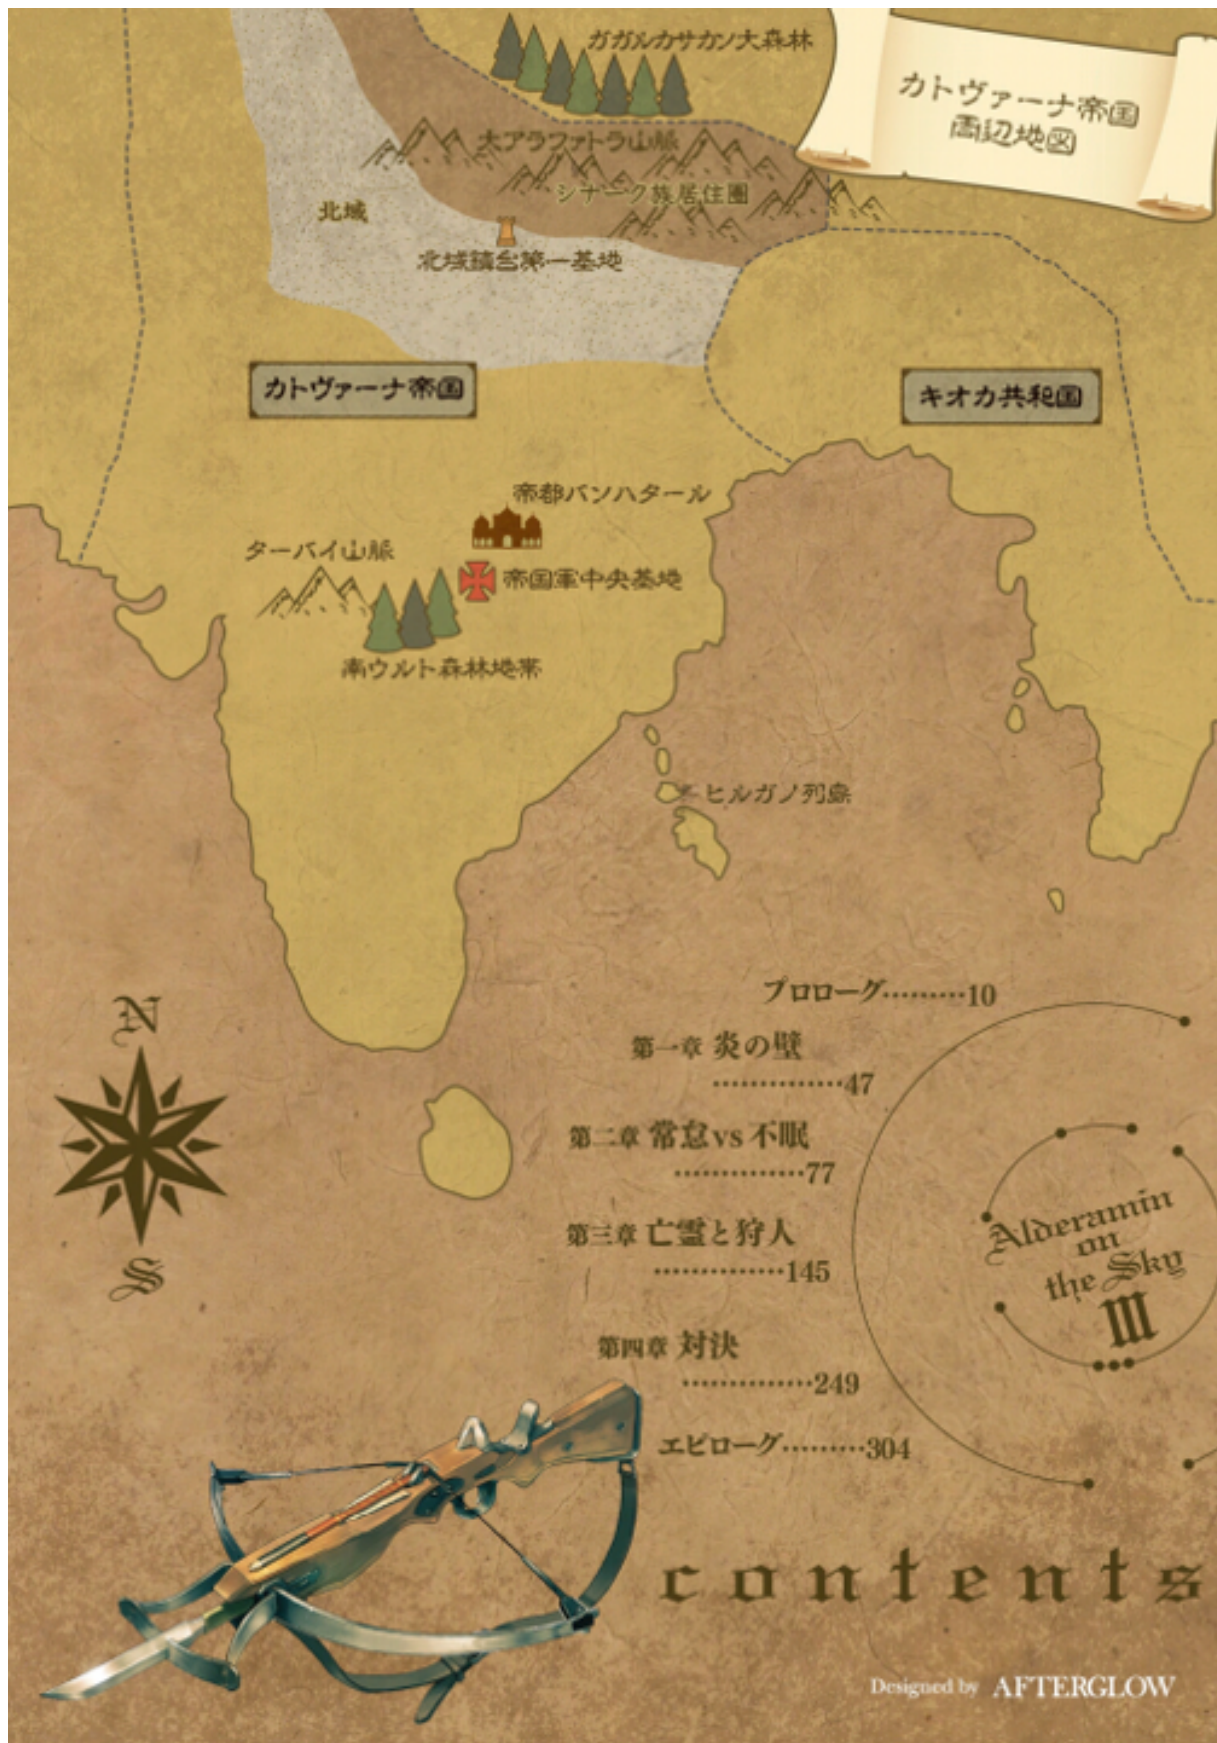 ガガルカサカン大森林
カトヴァーナ帝国
周辺地図
大アラファトラ山脈
シナーク族居住圏
北域
北域鎮台第一基地
カトヴァーナ帝国
キオカ共和国
帝都バンハタール
ターバイ山脈
帝国軍中央基地
南ウルト森林地帯
ヒルガノ列島
N
S
プロローグ………10
第一章 炎の壁
……………47
第二章 常怠vs不眠
……………77
第三章 亡霊と狩人
……………145
第四章 対決
……………249
エピローグ………304
Alderamin
on
the Sky
III
contents
Designed by AFTERGLOW